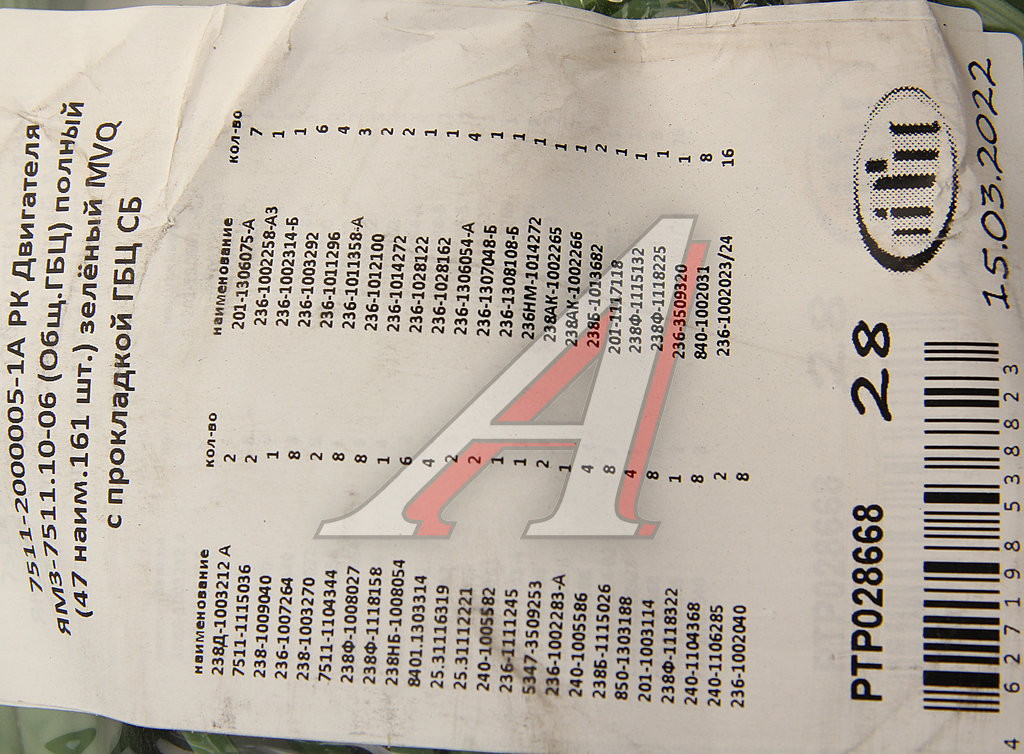 7511-2000005-1А РК Двигателя
ЯМЗ-7511.10-06 (Общ.ГБЦ) полный
(47 наим.161 шт.) зелёный MVQ
с прокладкой ГБЦ СБ
наименование кол-во наименование кол-во
238Д-1003212 А 2 201-1306075-А 7
7511-11115036 2 236-1002258-А3 1
238-1009040 1 236-1002314-Б 1
236-1007264 8 236-1003292 6
238-1003270 2 236-1011296 4
7511-1104344 8 236-1011358-А 3
238Ф-1008027 8 236-1012100 2
238Ф-1118158 1 236-1014272 2
238НБ-1008054 6 236-1028122 1
8401.1303314 4 236-1028162 1
25.31116319 2 236-1306054-А 4
25.31112221 2 236-1307048-Б 1
240-1005582 1 236-1308108-Б 1
236-1111245 1 236НМ-1014272 1
5347-3509253 2 238АК-1002265 1
236-1002283-А 1 238АК-1002266 1
240-1005586 4 238Б-1013682 2
238Б-1115026 8 201-1117118 1
850-1303188 4 238Ф-1115132 1
201-1003114 8 238Ф-1118225 1
238Ф-1118322 1 236-3509320 1
240-1104368 8 840-1002031 8
240-1106285 2 236-1002023/24 16
236-1002040 8
РТР028668 28
15.03.2022
4 627198 538823